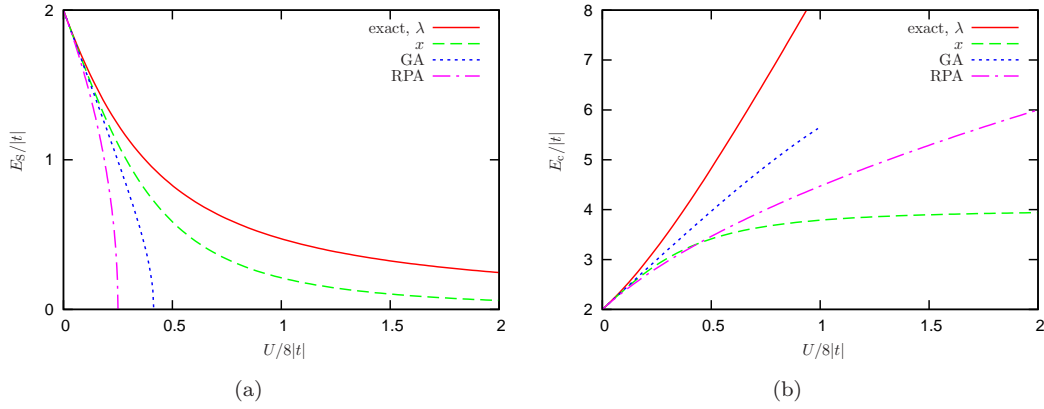 2
1
0
0
0.5
1
1.5
2
E_S/|t|
U/8|t|
exact, λ
x
GA
RPA
(a)
8
7
6
5
4
3
2
0
0.5
1
1.5
2
E_c/|t|
U/8|t|
exact, λ
x
GA
RPA
(b)